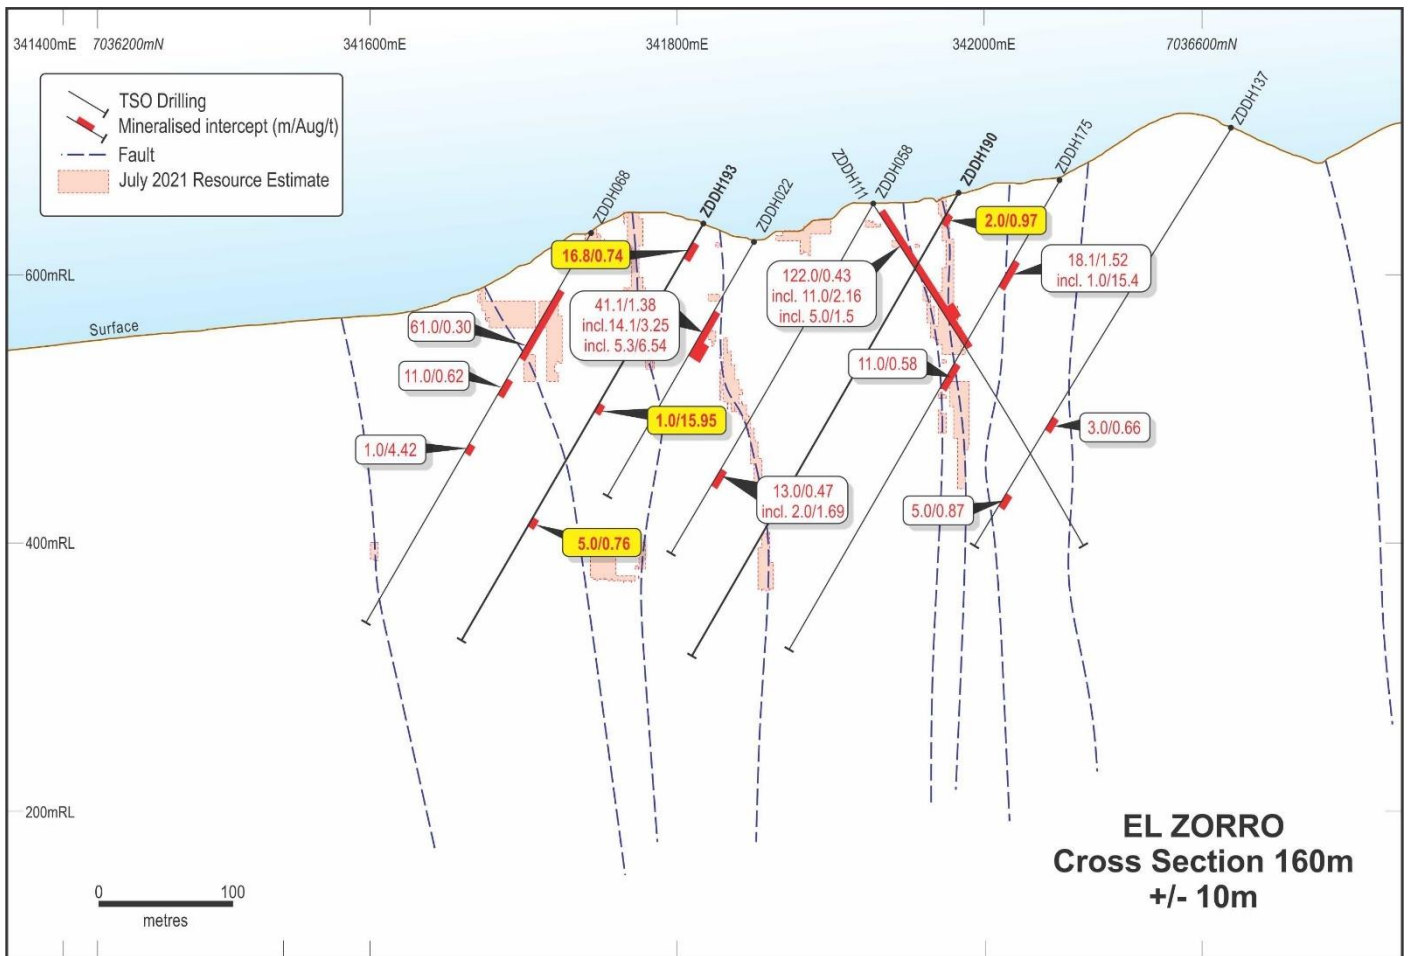 341400mE 7036200mN 341600mE 341800mE 342000mE 7036600mN
TSO Drilling
Mineralised intercept (m/Aug/t)
Fault
July 2021 Resource Estimate
ZDDH068
ZDDH193
ZDDH022
ZDDH111
ZDDH058
ZDDH190
ZDDH175
ZDDH137
600mRL
400mRL
200mRL
Surface
16.8/0.74
2.0/0.97
18.1/1.52
incl. 1.0/15.4
122.0/0.43
incl. 11.0/2.16
incl. 5.0/1.5
41.1/1.38
incl.14.1/3.25
incl. 5.3/6.54
61.0/0.30
11.0/0.62
11.0/0.58
1.0/15.95
3.0/0.66
1.0/4.42
13.0/0.47
incl. 2.0/1.69
5.0/0.87
5.0/0.76
EL ZORRO
Cross Section 160m
+/- 10m
0 100
metres